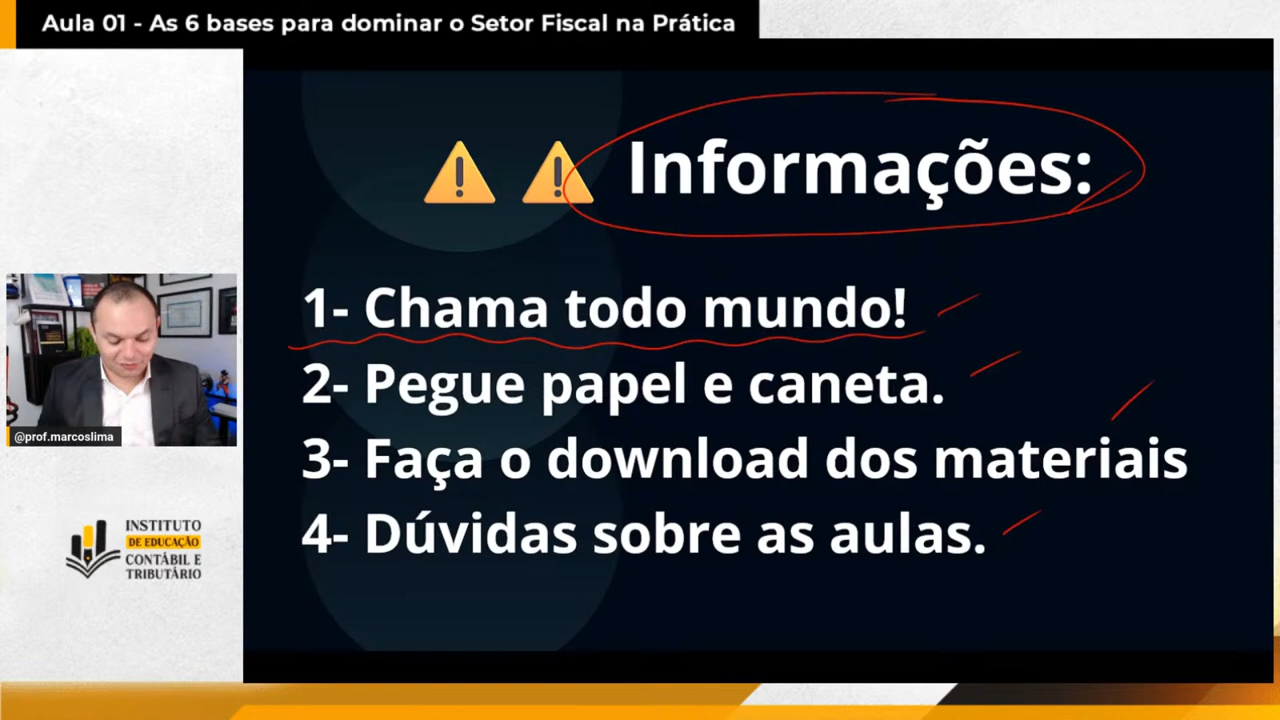 Aula 01 - As 6 bases para dominar o Setor Fiscal na Prática
⚠️ ⚠️ Informações:
1- Chama todo mundo!
2- Pegue papel e caneta.
3- Faça o download dos materiais
4- Dúvidas sobre as aulas.
@prof.marcoslima
INSTITUTO
DE EDUCAÇÃO
CONTÁBIL E
TRIBUTÁRIO